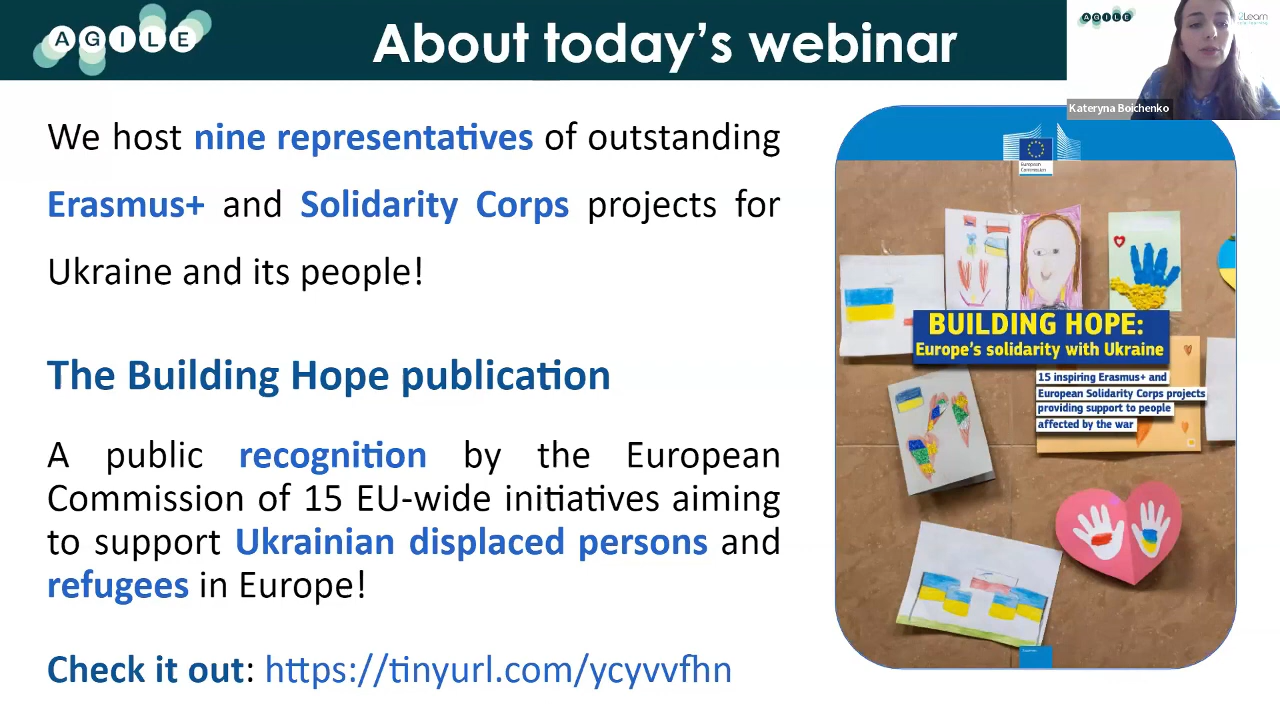 AGILE
About today's webinar
AGILE
2Learn
Kateryna Boichenko
We host nine representatives of outstanding
Erasmus+ and Solidarity Corps projects for
Ukraine and its people!
The Building Hope publication
A public recognition by the European
Commission of 15 EU-wide initiatives aiming
to support Ukrainian displaced persons and
refugees in Europe!
Check it out: https://tinyurl.com/ycyvvfhn
European
Commission
BUILDING HOPE:
Europe's solidarity with Ukraine
15 inspiring Erasmus+ and
European Solidarity Corps projects
providing support to people
affected by the war